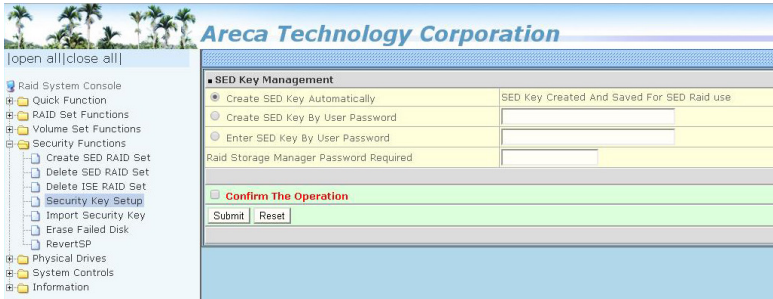 Areca Technology Corporation
|open all|close all|
Raid System Console
Quick Function
RAID Set Functions
Volume Set Functions
Security Functions
Create SED RAID Set
Delete SED RAID Set
Delete ISE RAID Set
Security Key Setup
Import Security Key
Erase Failed Disk
RevertSP
Physical Drives
System Controls
Information
SED Key Management
Create SED Key Automatically SED Key Created And Saved For SED Raid use
Create SED Key By User Password
Enter SED Key By User Password
Raid Storage Manager Password Required
Confirm The Operation
Submit Reset